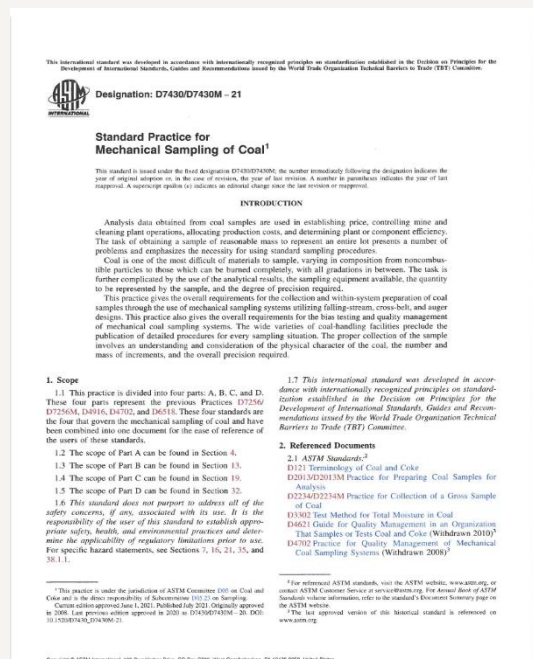 This international standard was developed in accordance with internationally recognized principles on standardization established in the Decision on Principles for the
Development of International Standards, Guides and Recommendations issued by the World Trade Organization Technical Barriers to Trade (TBT) Committee.
ASTM
INTERNATIONAL
Designation: D7430/D7430M – 21
Standard Practice for
Mechanical Sampling of Coal¹
This standard is issued under the fixed designation D7430/D7430M; the number immediately following the designation indicates the
year of original adoption or, in the case of revision, the year of last revision. A number in parentheses indicates the year of last
reapproval. A superscript epsilon (ε) indicates an editorial change since the last revision or reapproval.
INTRODUCTION
Analysis data obtained from coal samples are used in establishing price, controlling mine and
cleaning plant operations, allocating production costs, and determining plant or component efficiency.
The task of obtaining a sample of reasonable mass to represent an entire lot presents a number of
problems and emphasizes the necessity for using standard sampling procedures.
Coal is one of the most difficult of materials to sample, varying in composition from noncombus-
tible particles to those which can be burned completely, with all gradations in between. The task is
further complicated by the use of the analytical results, the sampling equipment available, the quantity
to be represented by the sample, and the degree of precision required.
This practice gives the overall requirements for the collection and within-system preparation of coal
samples through the use of mechanical sampling systems utilizing falling-stream, cross-belt, and auger
designs. This practice also gives the overall requirements for the bias testing and quality management
of mechanical coal sampling systems. The wide varieties of coal-handling facilities preclude the
publication of detailed procedures for every sampling situation. The proper collection of the sample
involves an understanding and consideration of the physical character of the coal, the number and
mass of increments, and the overall precision required.
1. Scope
1.1 This practice is divided into four parts: A, B, C, and D.
These four parts represent the previous Practices D7256/
D7256M, D4916, D4702, and D6518. These four standards are
the four that govern the mechanical sampling of coal and have
been combined into one document for the ease of reference of
the users of these standards.
1.2 The scope of Part A can be found in Section 4.
1.3 The scope of Part B can be found in Section 13.
1.4 The scope of Part C can be found in Section 19.
1.5 The scope of Part D can be found in Section 32.
1.6 This standard does not purport to address all of the
safety concerns, if any, associated with its use. It is the
responsibility of the user of this standard to establish appro-
priate safety, health, and environmental practices and deter-
mine the applicability of regulatory limitations prior to use.
For specific hazard statements, see Sections 7, 16, 21, 35, and
38.1.1.
1.7 This international standard was developed in accor-
dance with internationally recognized principles on standard-
ization established in the Decision on Principles for the
Development of International Standards, Guides and Recom-
mendations issued by the World Trade Organization Technical
Barriers to Trade (TBT) Committee.
2. Referenced Documents
2.1 ASTM Standards:²
D121 Terminology of Coal and Coke
D2013/D2013M Practice for Preparing Coal Samples for
Analysis
D2234/D2234M Practice for Collection of a Gross Sample
of Coal
D3302 Test Method for Total Moisture in Coal
D4621 Guide for Quality Management in an Organization
That Samples or Tests Coal and Coke (Withdrawn 2010)³
D4702 Practice for Quality Management of Mechanical
Coal Sampling Systems (Withdrawn 2008)³
¹ This practice is under the jurisdiction of ASTM Committee D05 on Coal and
Coke and is the direct responsibility of Subcommittee D05.23 on Sampling.
Current edition approved June 1, 2021. Published July 2021. Originally approved
in 2008. Last previous edition approved in 2020 as D7430/D7430M – 20. DOI:
10.1520/D7430_D7430M-21.
² For referenced ASTM standards, visit the ASTM website, www.astm.org, or
contact ASTM Customer Service at service@astm.org. For Annual Book of ASTM
Standards volume information, refer to the standard's Document Summary page on
the ASTM website.
³ The last approved version of this historical standard is referenced on
www.astm.org.